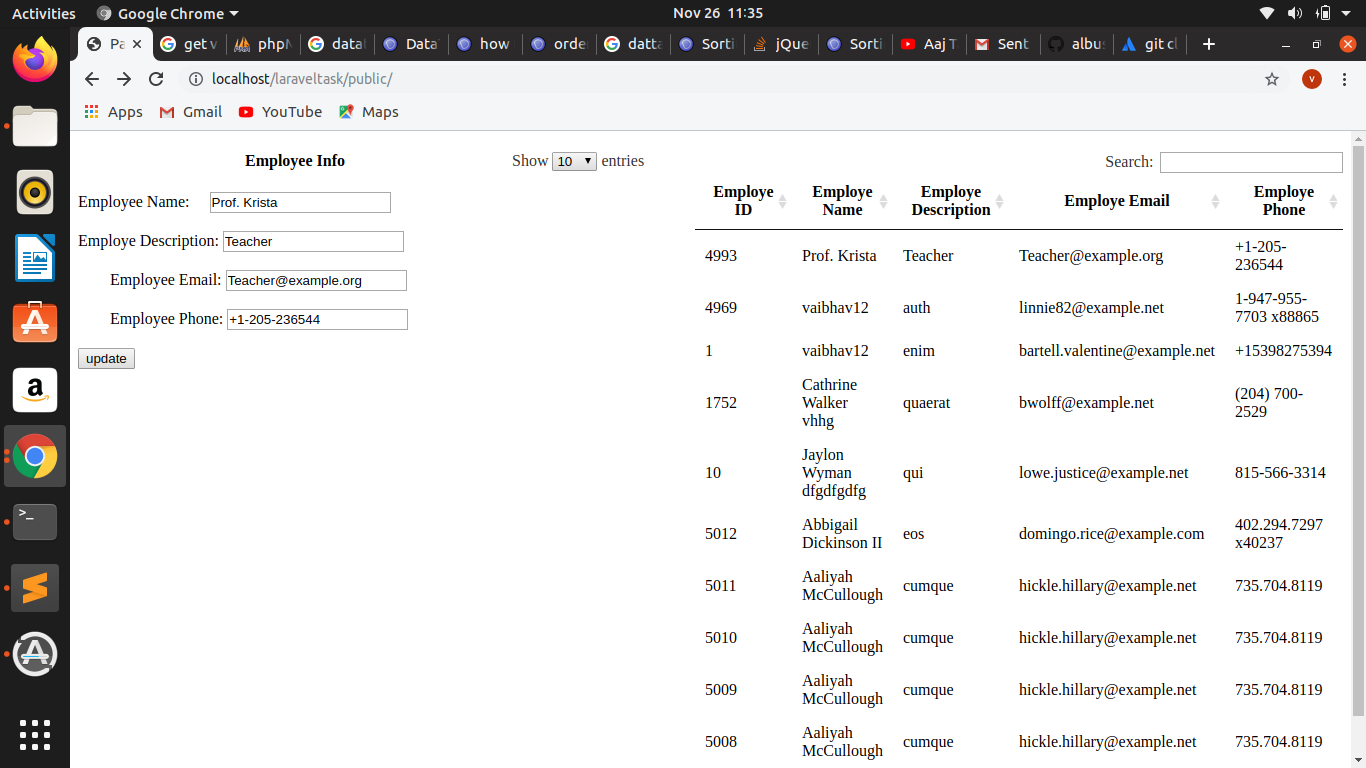 Activities Google Chrome Nov 26 11:35
Pa get v phpM data Data how orde datta Sorti jQue Sorti Aaj T Sent albu git cl
localhost/laraveltask/public/ V
Apps Gmail YouTube Maps
Employee Info
Employee Name: Prof. Krista
Employe Description: Teacher
Employee Email: Teacher@example.org
Employee Phone: +1-205-236544
update
Show 10 entries
Search:
Employe ID Employe Name Employe Description Employe Email Employe Phone
4993 Prof. Krista Teacher Teacher@example.org +1-205-236544
4969 vaibhav12 auth linnie82@example.net 1-947-955-7703 x88865
1 vaibhav12 enim bartell.valentine@example.net +15398275394
1752 Cathrine Walker vhhg quaerat bwolff@example.net (204) 700-2529
10 Jaylon Wyman dfgdfgdfg qui lowe.justice@example.net 815-566-3314
5012 Abbigail Dickinson II eos domingo.rice@example.com 402.294.7297 x40237
5011 Aaliyah McCullough cumque hickle.hillary@example.net 735.704.8119
5010 Aaliyah McCullough cumque hickle.hillary@example.net 735.704.8119
5009 Aaliyah McCullough cumque hickle.hillary@example.net 735.704.8119
5008 Aaliyah McCullough cumque hickle.hillary@example.net 735.704.8119